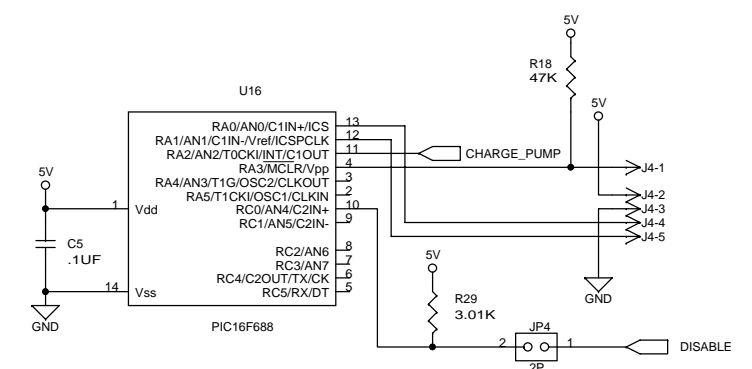 5V
R18
47K
U16
5V
RA0/AN0/C1IN+/ICS 13
RA1/AN1/C1IN-/Vref/ICSPCLK 12
RA2/AN2/T0CKI/INT/C1OUT 11 CHARGE_PUMP
RA3/MCLR/Vpp 4 J4-1
5V RA4/AN3/T1G/OSC2/CLKOUT 3
RA5/T1CKI/OSC1/CLKIN 2 J4-2
1 Vdd RC0/AN4/C2IN+ 10 J4-3
RC1/AN5/C2IN- 9 J4-4
J4-5
C5 RC2/AN6 8
.1UF RC3/AN7 7 5V
RC4/C2OUT/TX/CK 6
14 Vss RC5/RX/DT 5
R29 GND
3.01K
GND PIC16F688 JP4
2 1 DISABLE
2P